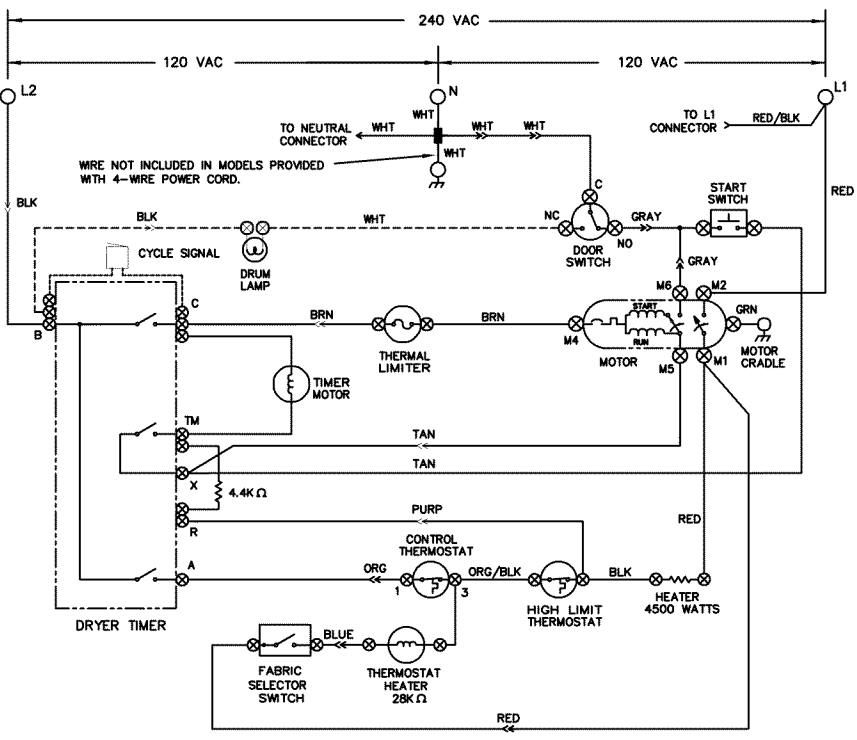 240 VAC
120 VAC
120 VAC
L2
N
L1
WHT
TO NEUTRAL
CONNECTOR
WHT
WHT
WHT
TO L1
CONNECTOR
RED/BLK
WHT
WIRE NOT INCLUDED IN MODELS PROVIDED
WITH 4-WIRE POWER CORD.
C
START
SWITCH
RED
BLK
BLK
WHT
NC
GRAY
NO
CYCLE SIGNAL
DRUM
LAMP
DOOR
SWITCH
GRAY
M6
M2
C
B
BRN
BRN
START
RUN
GRN
M4
MOTOR
M5
M1
MOTOR
CRADLE
THERMAL
LIMITER
TIMER
MOTOR
TM
TAN
TAN
X
4.4KΩ
R
PURP
RED
CONTROL
THERMOSTAT
A
ORG
1
3
ORG/BLK
BLK
HIGH LIMIT
THERMOSTAT
HEATER
4500 WATTS
DRYER TIMER
BLUE
FABRIC
SELECTOR
SWITCH
THERMOSTAT
HEATER
28KΩ
RED